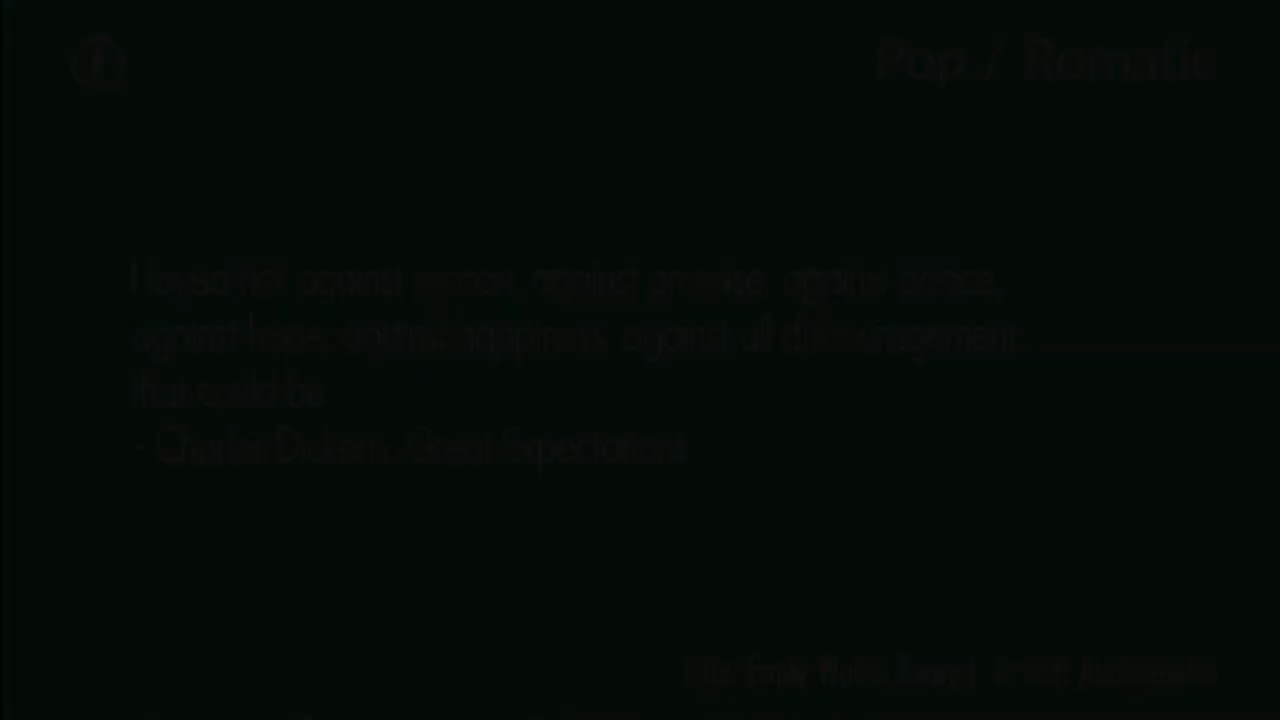 Pop / Romatic
I loved her against reason, against promise, against peace,
against hope, against happiness, against all discouragement
that could be
- Charles Dickens, Great Expectations